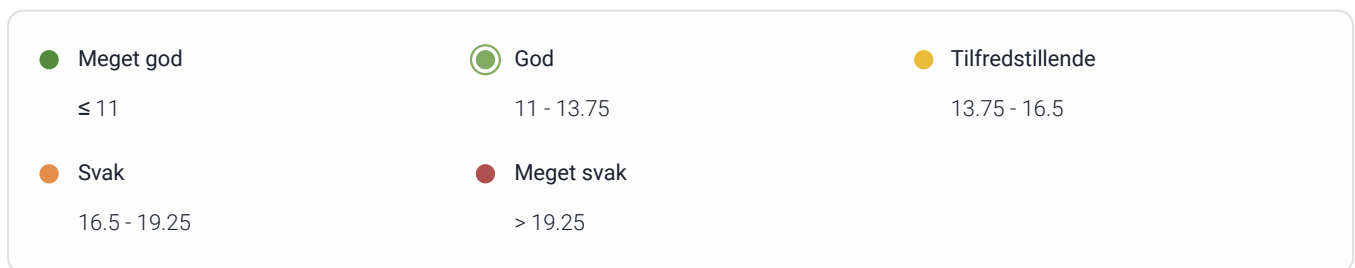 Meget god
God
Tilfredstillende
≤ 11
11 - 13.75
13.75 - 16.5
Svak
Meget svak
16.5 - 19.25
> 19.25